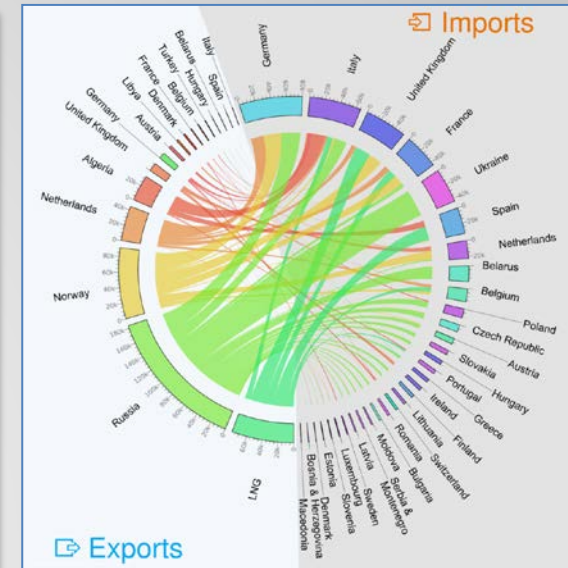 Imports
Germany
Italy
United Kingdom
France
Ukraine
Spain
Netherlands
Belarus
Belgium
Poland
Czech Republic
Austria
Slovakia
Hungary
Portugal
Greece
Ireland
Finland
Lithuania
Switzerland
Romania
Bulgaria
Moldova
Serbia &
Montenegro
Latvia
Sweden
Luxembourg
Slovenia
Estonia
Denmark
Bosnia & Herzegovina
Macedonia
Italy
Spain
Belarus
Hungary
Turkey
Belgium
France
Denmark
Libya
Austria
Germany
United Kingdom
Algeria
Netherlands
Norway
Russia
LNG
Exports